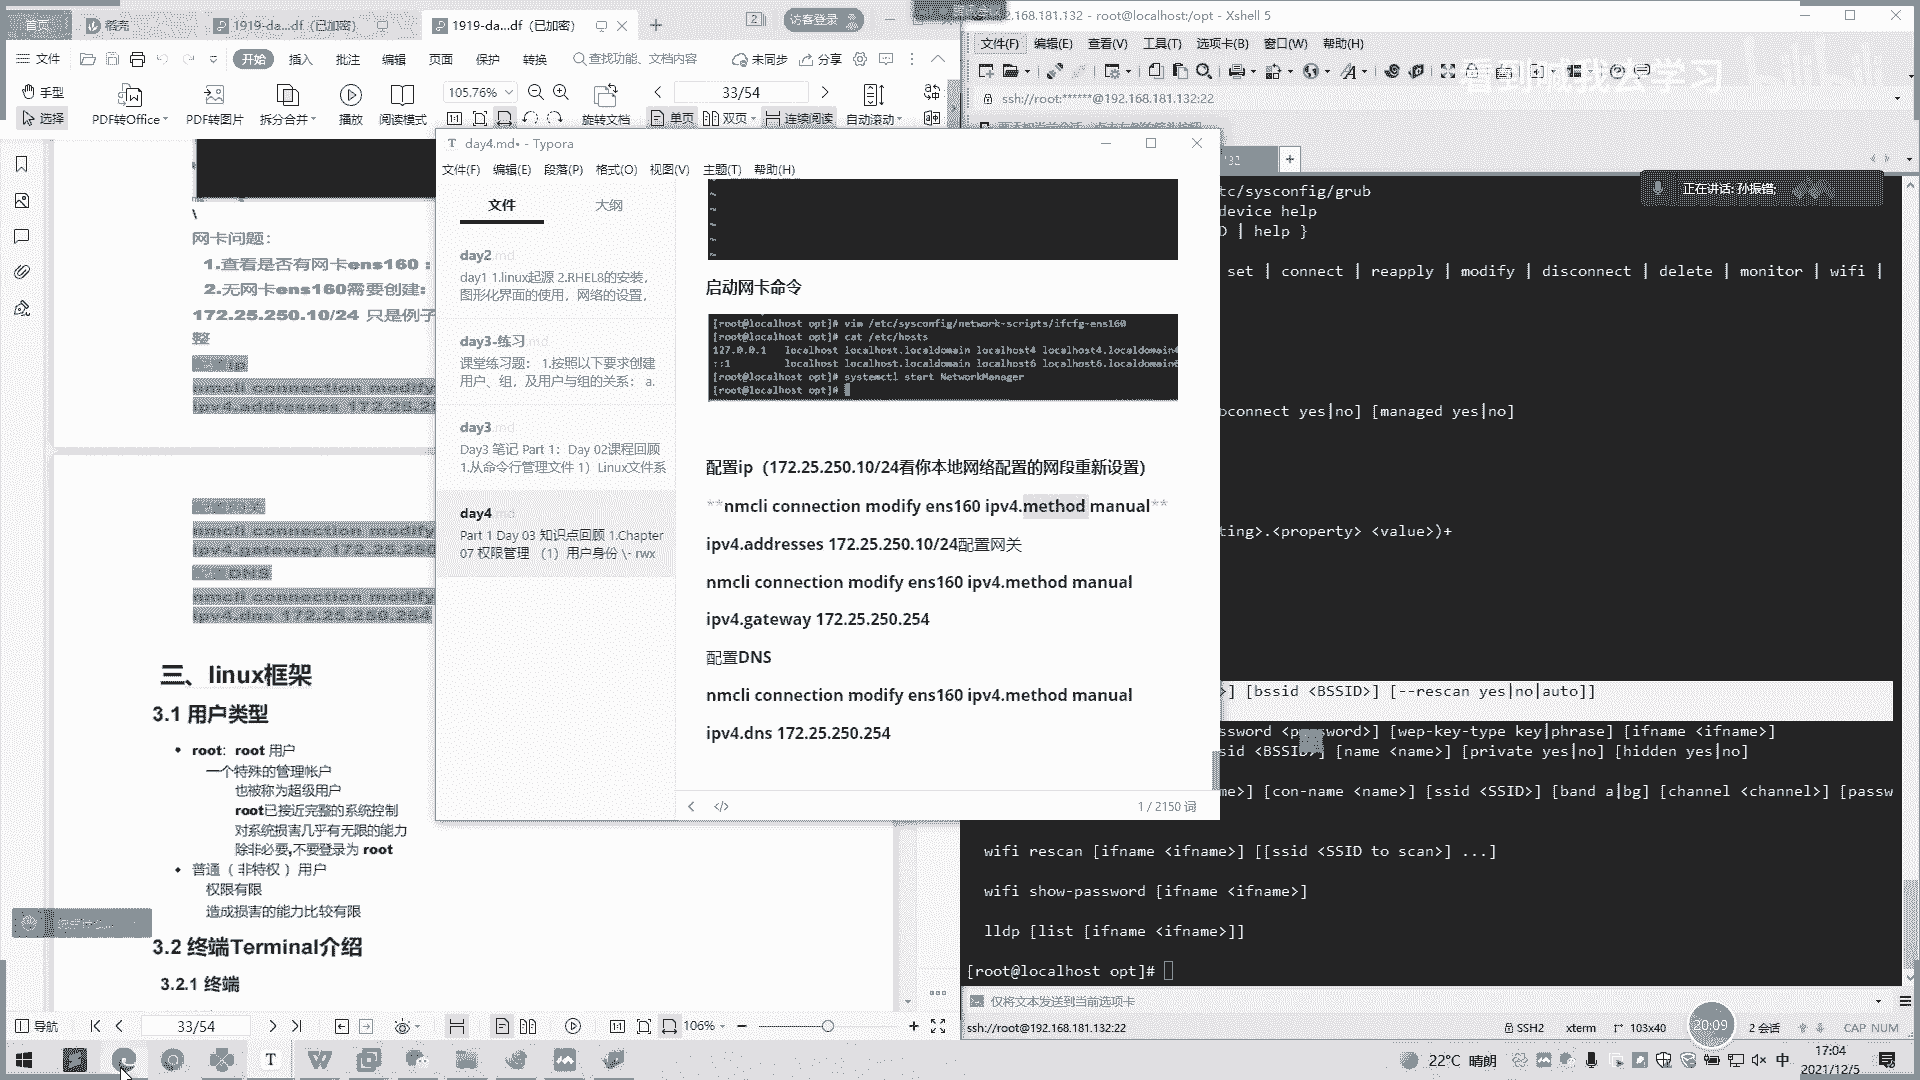 首页
稻壳
1919-da...df（已加密）
1919-da...df（已加密）
访客登录
文件
开始
插入
批注
编辑
页面
保护
转换
查找功能、文档内容
未同步
分享
手型
选择
PDF转Office
PDF转图片
拆分合并
播放
阅读模式
105.76%
旋转文档
33/54
单页
双页
连续阅读
自动滚动
\
网卡问题：
1.查看是否有网卡ens160：
2.无网卡ens160需要创建：
172.25.250.10/24 只是例子
整
nmcli connection modify
ipv4.addresses 172.25.2
nmcli connection modify
ipv4.gateway 172.25.250
nmcli connection modify
ipv4.dns 172.25.250.254
三、linux框架
3.1 用户类型
root：root 用户
一个特殊的管理帐户
也被称为超级用户
root已接近完整的系统控制
对系统损害几乎有无限的能力
除非必要,不要登录为 root
普通（ 非特权 ）用户
权限有限
造成损害的能力比较有限
3.2 终端Terminal介绍
3.2.1 终端
导航
33/54
106%
day4.md• - Typora
文件(F) 编辑(E) 段落(P) 格式(O) 视图(V) 主题(T) 帮助(H)
文件
大纲
day2.md
day1 1.linux起源 2.RHEL8的安装，
图形化界面的使用，网络的设置，
day3-练习.md
课堂练习题： 1.按照以下要求创建
用户、组，及用户与组的关系： a.
day3.md
Day3 笔记 Part 1：Day 02课程回顾
1.从命令行管理文件 1）Linux文件系
day4.md
Part 1 Day 03 知识点回顾 1.Chapter
07 权限管理 （1）用户身份 \- rwx
~
~
~
~
~
启动网卡命令
[root@localhost opt]# vim /etc/sysconfig/network-scripts/ifcfg-ens160
[root@localhost opt]# cat /etc/hosts
127.0.0.1 localhost localhost.localdomain localhost4 localhost4.localdomain4
::1 localhost localhost.localdomain localhost6 localhost6.localdomain6
[root@localhost opt]# systemctl start NetworkManager
[root@localhost opt]#
配置ip（172.25.250.10/24看你本地网络配置的网段重新设置）
**nmcli connection modify ens160 ipv4.method manual**
ipv4.addresses 172.25.250.10/24配置网关
nmcli connection modify ens160 ipv4.method manual
ipv4.gateway 172.25.250.254
配置DNS
nmcli connection modify ens160 ipv4.method manual
ipv4.dns 172.25.250.254
</>
1 / 2150 词
.168.181.132 - root@localhost:/opt - Xshell 5
文件(F) 编辑(E) 查看(V) 工具(T) 选项卡(B) 窗口(W) 帮助(H)
看到喊我去学习
ssh://root:******@192.168.181.132:22
正在讲话: 孙振锴;
tc/sysconfig/grub
device help
D | help }
set | connect | reapply | modify | disconnect | delete | monitor | wifi |
oconnect yes|no] [managed yes|no]
ting>.<property> <value>)+
>] [bssid <BSSID>] [--rescan yes|no|auto]]
ssword <password>] [wep-key-type key|phrase] [ifname <ifname>]
sid <BSSID>] [name <name>] [private yes|no] [hidden yes|no]
me>] [con-name <name>] [ssid <SSID>] [band a|bg] [channel <channel>] [passw
wifi rescan [ifname <ifname>] [[ssid <SSID to scan>] ...]
wifi show-password [ifname <ifname>]
lldp [list [ifname <ifname>]]
[root@localhost opt]#
仅将文本发送到当前选项卡
ssh://root@192.168.181.132:22
SSH2
xterm
103x40
20:09
2 会话
CAP NUM
22°C 晴朗
中
17:04
2021/12/5